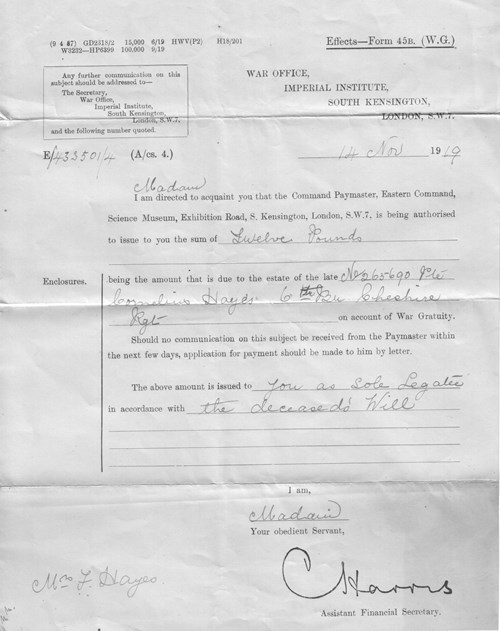 (9 4 87) GD2318/2 15,000 6/19 HWV(P2) H18/201
W5232—HP6399 100,000 9/19
Effects—Form 45B. (W.G.)
Any further communication on this
subject should be addressed to—
The Secretary,
War Office,
Imperial Institute,
South Kensington,
London, S.W.7,
and the following number quoted.
WAR OFFICE,
IMPERIAL INSTITUTE,
SOUTH KENSINGTON,
LONDON, S.W.7.
E/433501/4 (A/cs. 4.)
14 Nov 1919
Madam
I am directed to acquaint you that the Command Paymaster, Eastern Command,
Science Museum, Exhibition Road, S. Kensington, London, S.W.7, is being authorised
to issue to you the sum of Twelve Pounds
Enclosures.
being the amount that is due to the estate of the late No 265690 Pte
Cornelius Hayes. 6th Bn Cheshire
Rgt on account of War Gratuity.
Should no communication on this subject be received from the Paymaster within
the next few days, application for payment should be made to him by letter.
The above amount is issued to you as Sole Legatee
in accordance with the deceased's Will
I am,
Madam
Your obedient Servant,
C Harris
Assistant Financial Secretary.
Mrs F. Hayes.